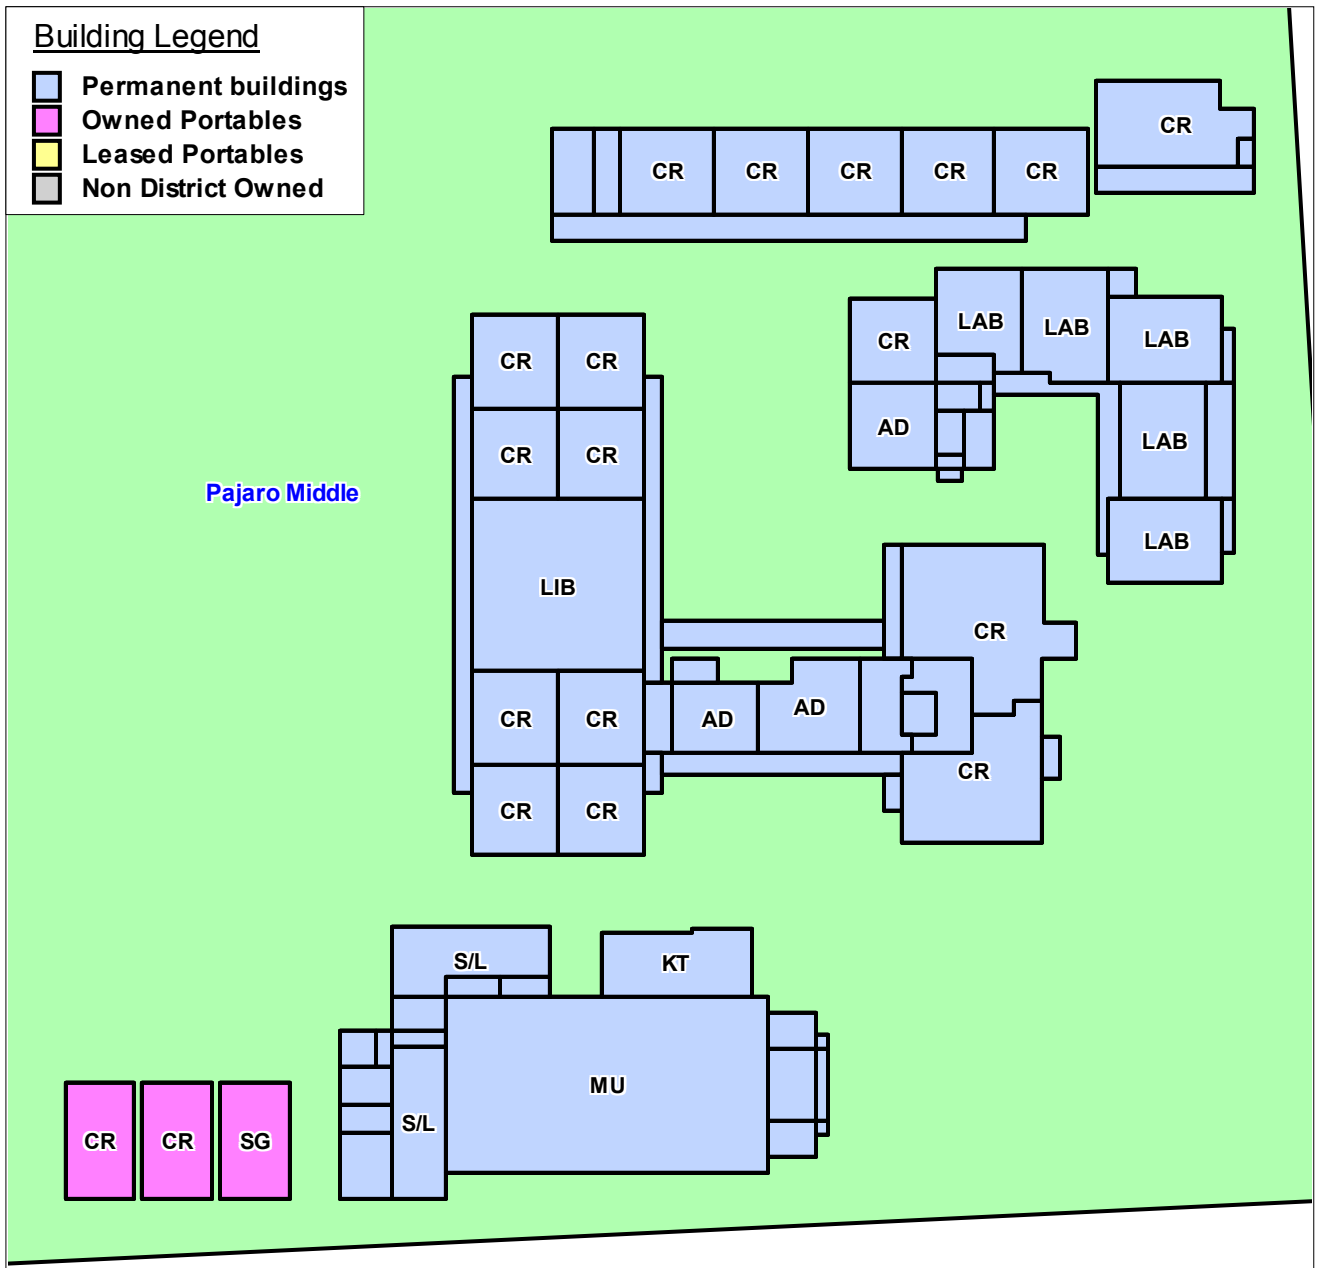 Building Legend
Permanent buildings
Owned Portables
Leased Portables
Non District Owned
CR
CR CR CR CR CR
LAB LAB LAB
CR
CR CR
AD
LAB
CR CR
Pajaro Middle
LAB
LIB
CR
AD
CR CR AD
CR
CR CR
S/L KT
MU
S/L
CR CR SG